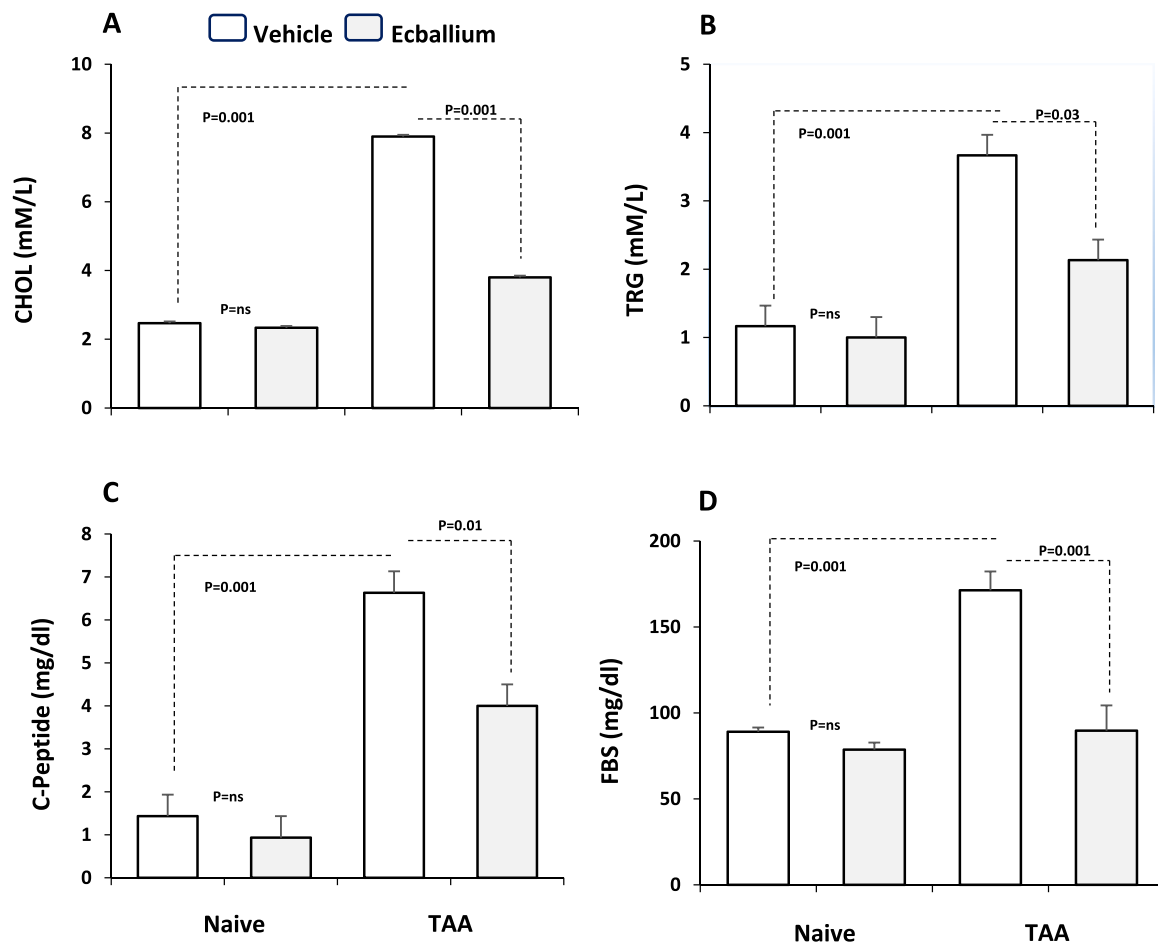 A
Vehicle Ecballium
10
8
6
4
2
0
CHOL (mM/L)
P=0.001
P=0.001
P=ns
B
5
4
3
2
1
0
TRG (mM/L)
P=0.001
P=0.03
P=ns
C
8
7
6
5
4
3
2
1
0
C-Peptide (mg/dl)
P=0.001
P=0.01
P=ns
Naive TAA
D
200
150
100
50
0
FBS (mg/dl)
P=0.001
P=0.001
P=ns
Naive TAA